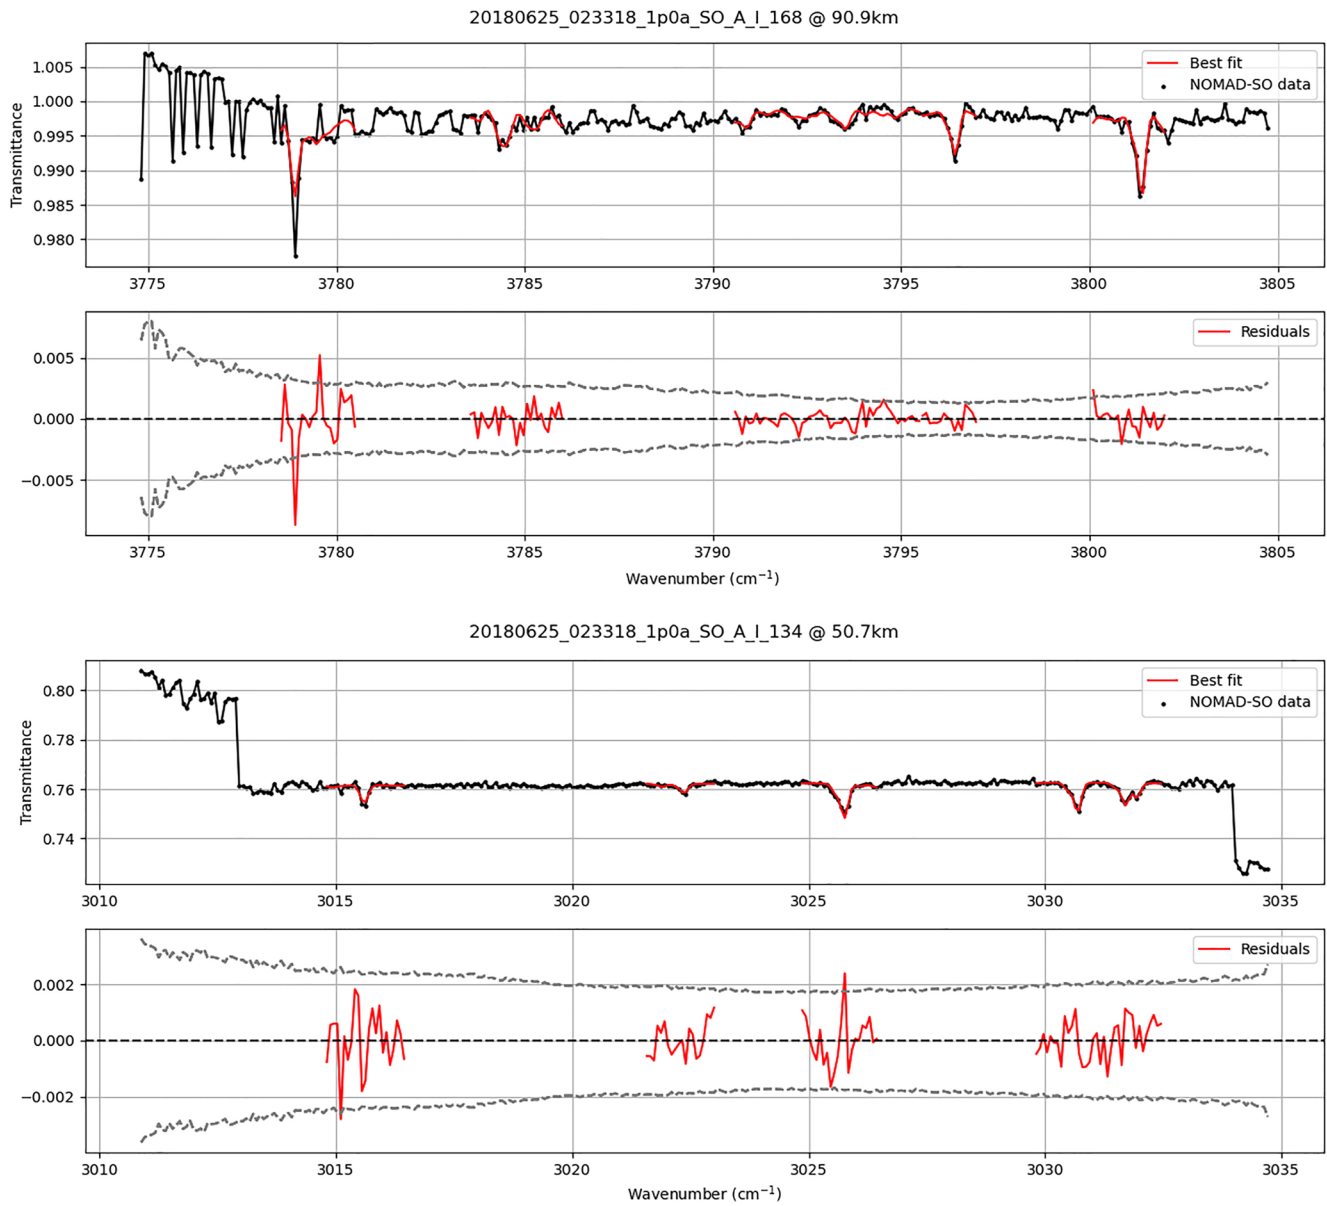 20180625_023318_1p0a_SO_A_I_168 @ 90.9km
Best fit
NOMAD-SO data
Transmittance
1.005
1.000
0.995
0.990
0.985
0.980
3775 3780 3785 3790 3795 3800 3805
Residuals
0.005
0.000
−0.005
3775 3780 3785 3790 3795 3800 3805
Wavenumber (cm⁻¹)
20180625_023318_1p0a_SO_A_I_134 @ 50.7km
Best fit
NOMAD-SO data
Transmittance
0.80
0.78
0.76
0.74
3010 3015 3020 3025 3030 3035
Residuals
0.002
0.000
−0.002
3010 3015 3020 3025 3030 3035
Wavenumber (cm⁻¹)